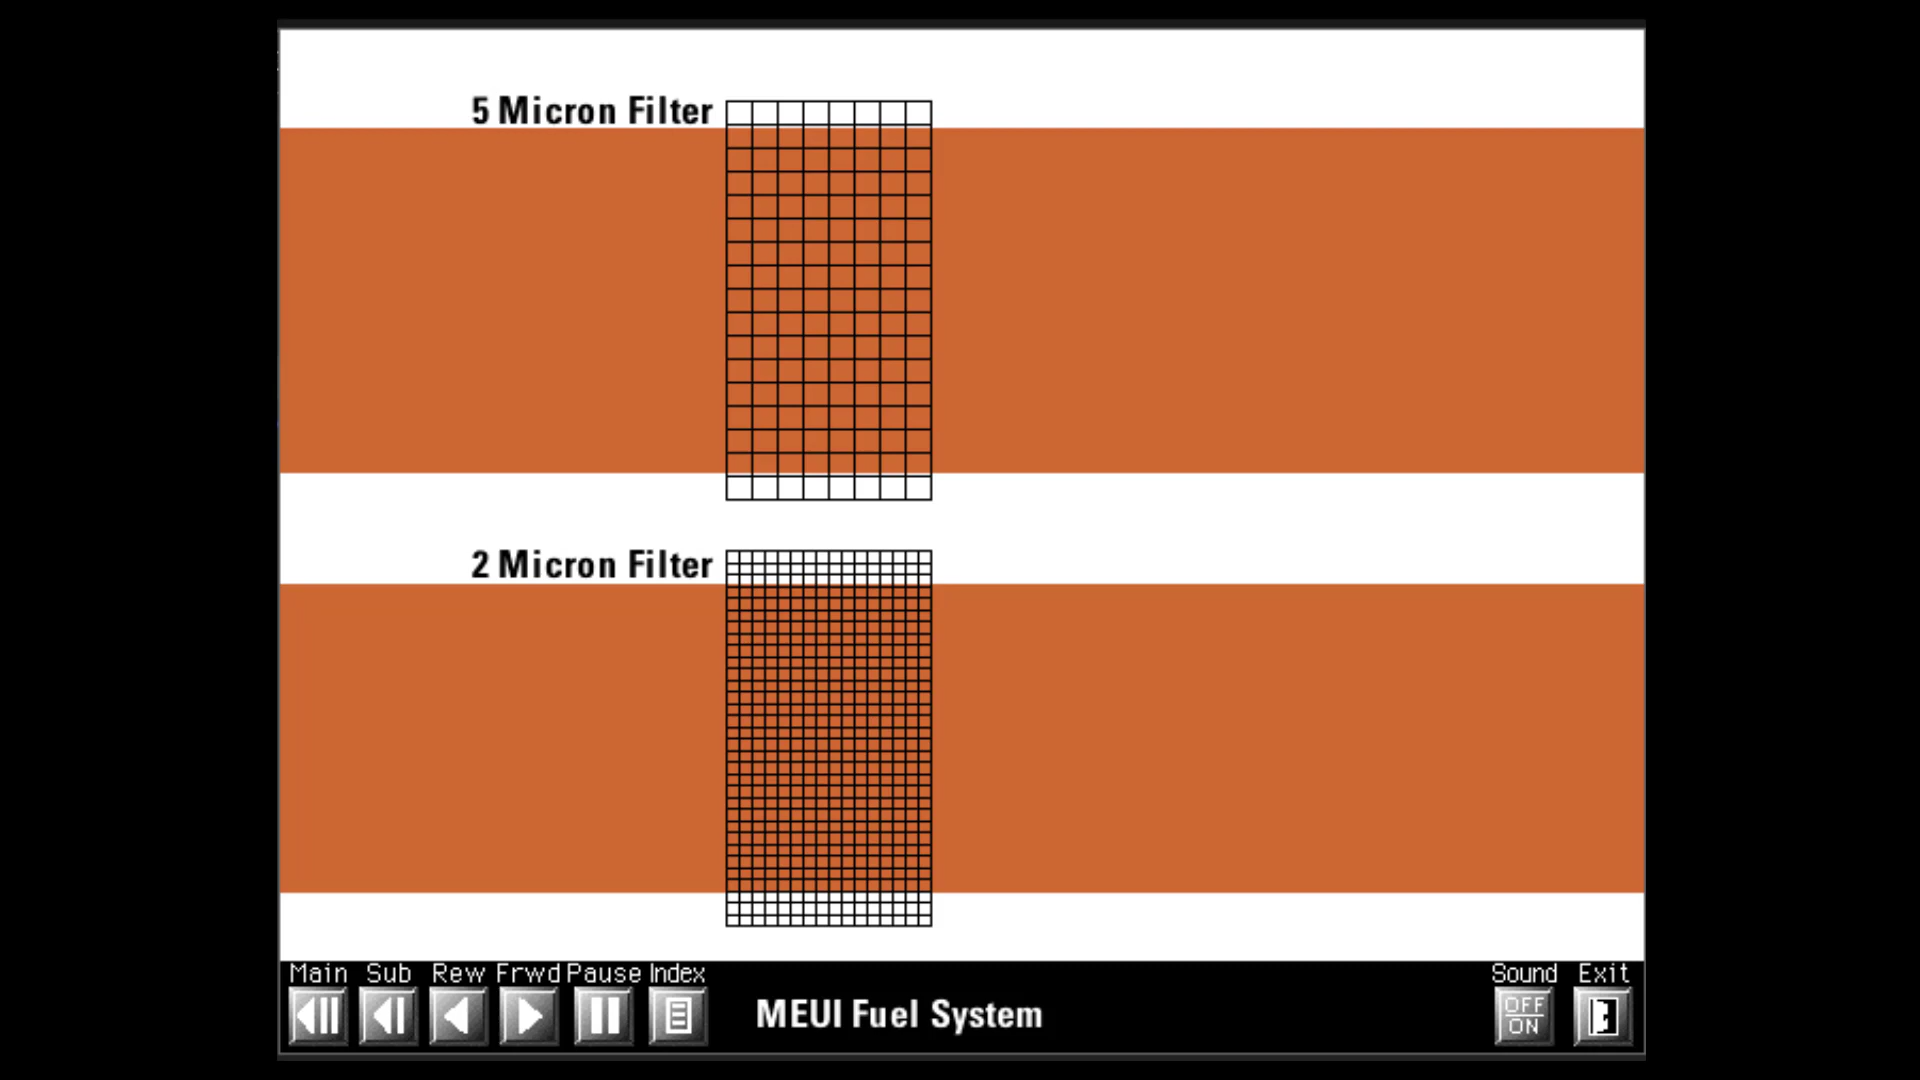 5 Micron Filter
2 Micron Filter
Main Sub Rew Frwd Pause Index
MEUI Fuel System
Sound Exit
OFF
ON